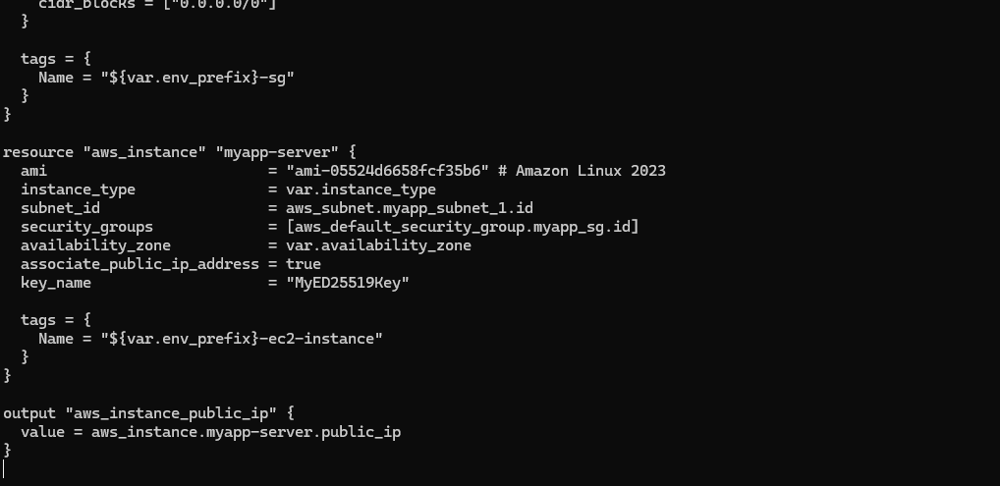 cidr_blocks = ["0.0.0.0/0"]
  }

  tags = {
    Name = "${var.env_prefix}-sg"
  }
}

resource "aws_instance" "myapp-server" {
  ami                         = "ami-05524d6658fcf35b6" # Amazon Linux 2023
  instance_type               = var.instance_type
  subnet_id                   = aws_subnet.myapp_subnet_1.id
  security_groups             = [aws_default_security_group.myapp_sg.id]
  availability_zone           = var.availability_zone
  associate_public_ip_address = true
  key_name                    = "MyED25519Key"

  tags = {
    Name = "${var.env_prefix}-ec2-instance"
  }
}

output "aws_instance_public_ip" {
  value = aws_instance.myapp-server.public_ip
}